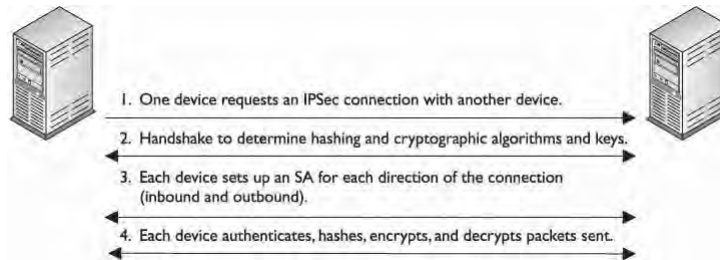 1. One device requests an IPSec connection with another device.
2. Handshake to determine hashing and cryptographic algorithms and keys.
3. Each device sets up an SA for each direction of the connection
(inbound and outbound).
4. Each device authenticates, hashes, encrypts, and decrypts packets sent.